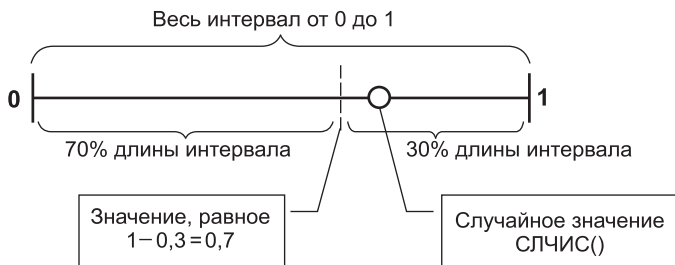 Весь интервал от 0 до 1
0
1
70% длины интервала
30% длины интервала
Значение, равное
1−0,3=0,7
Случайное значение
СЛЧИС()